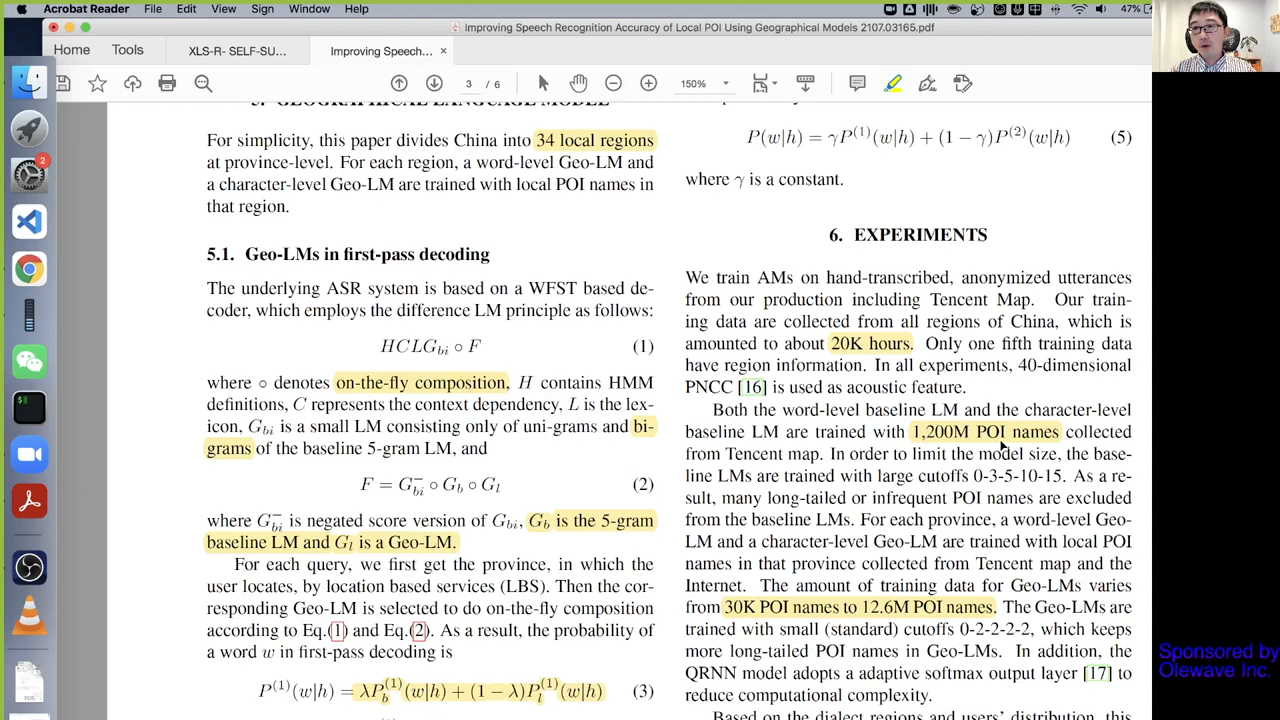 Acrobat Reader File Edit View Sign Window Help 47%
Improving Speech Recognition Accuracy of Local POI Using Geographical Models 2107.03165.pdf
Home Tools XLS-R- SELF-SU... Improving Speech... ×
3 / 6 150%
5. GEOGRAPHICAL LANGUAGE MODEL
For simplicity, this paper divides China into 34 local regions
at province-level. For each region, a word-level Geo-LM and
a character-level Geo-LM are trained with local POI names in
that region.
5.1. Geo-LMs in first-pass decoding
The underlying ASR system is based on a WFST based de-
coder, which employs the difference LM principle as follows:
HCLG_bi ∘ F (1)
where ∘ denotes on-the-fly composition, H contains HMM
definitions, C represents the context dependency, L is the lex-
icon, G_bi is a small LM consisting only of uni-grams and bi-
grams of the baseline 5-gram LM, and
F = G_bi^- ∘ G_b ∘ G_l (2)
where G_bi^- is negated score version of G_bi, G_b is the 5-gram
baseline LM and G_l is a Geo-LM.
For each query, we first get the province, in which the
user locates, by location based services (LBS). Then the cor-
responding Geo-LM is selected to do on-the-fly composition
according to Eq.(1) and Eq.(2). As a result, the probability of
a word w in first-pass decoding is
P^(1)(w|h) = λP_b^(1)(w|h) + (1 − λ)P_l^(1)(w|h) (3)
P(w|h) = γP^(1)(w|h) + (1 − γ)P^(2)(w|h) (5)
where γ is a constant.
6. EXPERIMENTS
We train AMs on hand-transcribed, anonymized utterances
from our production including Tencent Map. Our train-
ing data are collected from all regions of China, which is
amounted to about 20K hours. Only one fifth training data
have region information. In all experiments, 40-dimensional
PNCC [16] is used as acoustic feature.
Both the word-level baseline LM and the character-level
baseline LM are trained with 1,200M POI names collected
from Tencent map. In order to limit the model size, the base-
line LMs are trained with large cutoffs 0-3-5-10-15. As a re-
sult, many long-tailed or infrequent POI names are excluded
from the baseline LMs. For each province, a word-level Geo-
LM and a character-level Geo-LM are trained with local POI
names in that province collected from Tencent map and the
Internet. The amount of training data for Geo-LMs varies
from 30K POI names to 12.6M POI names. The Geo-LMs are
trained with small (standard) cutoffs 0-2-2-2-2, which keeps
more long-tailed POI names in Geo-LMs. In addition, the
QRNN model adopts a adaptive softmax output layer [17] to
reduce computational complexity.
Based on the dialect regions and users' distribution, this
2
Sponsored by
Olewave Inc.